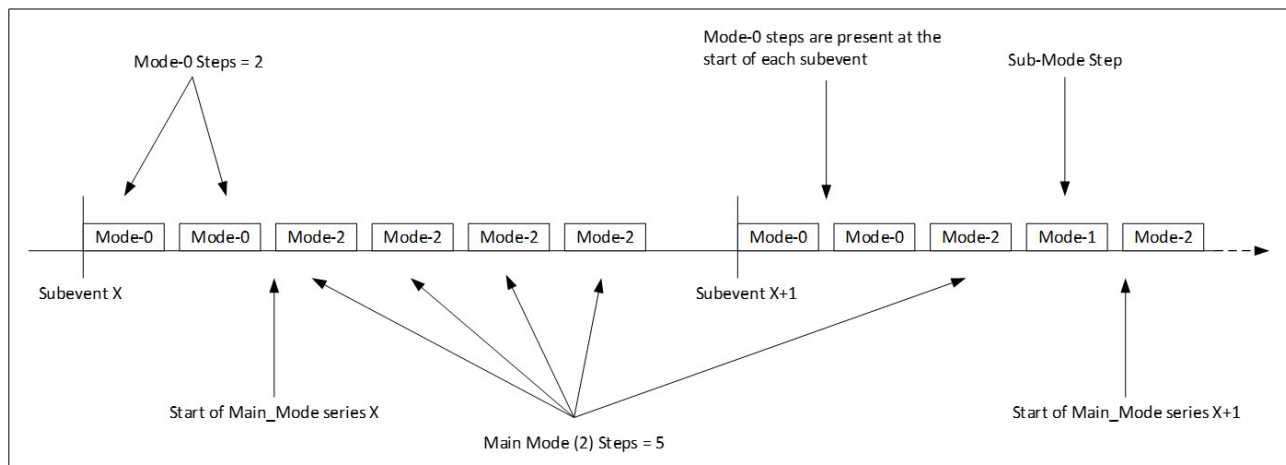 Mode-0 Steps = 2
Mode-0 steps are present at the
start of each subevent
Sub-Mode Step
Mode-0 Mode-0 Mode-2 Mode-2 Mode-2 Mode-2 Mode-0 Mode-0 Mode-2 Mode-1 Mode-2
Subevent X
Subevent X+1
Start of Main_Mode series X
Start of Main_Mode series X+1
Main Mode (2) Steps = 5